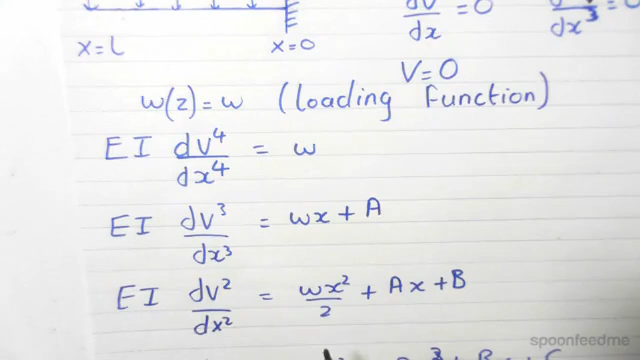 dv/dx = 0
dx³ = 0
x=L x=0
V=0
w(z) = w (Loading Function)
EI dv⁴/dx⁴ = w
EI dv³/dx³ = wx + A
EI dv²/dx² = wx²/2 + Ax + B
spoonfeedme